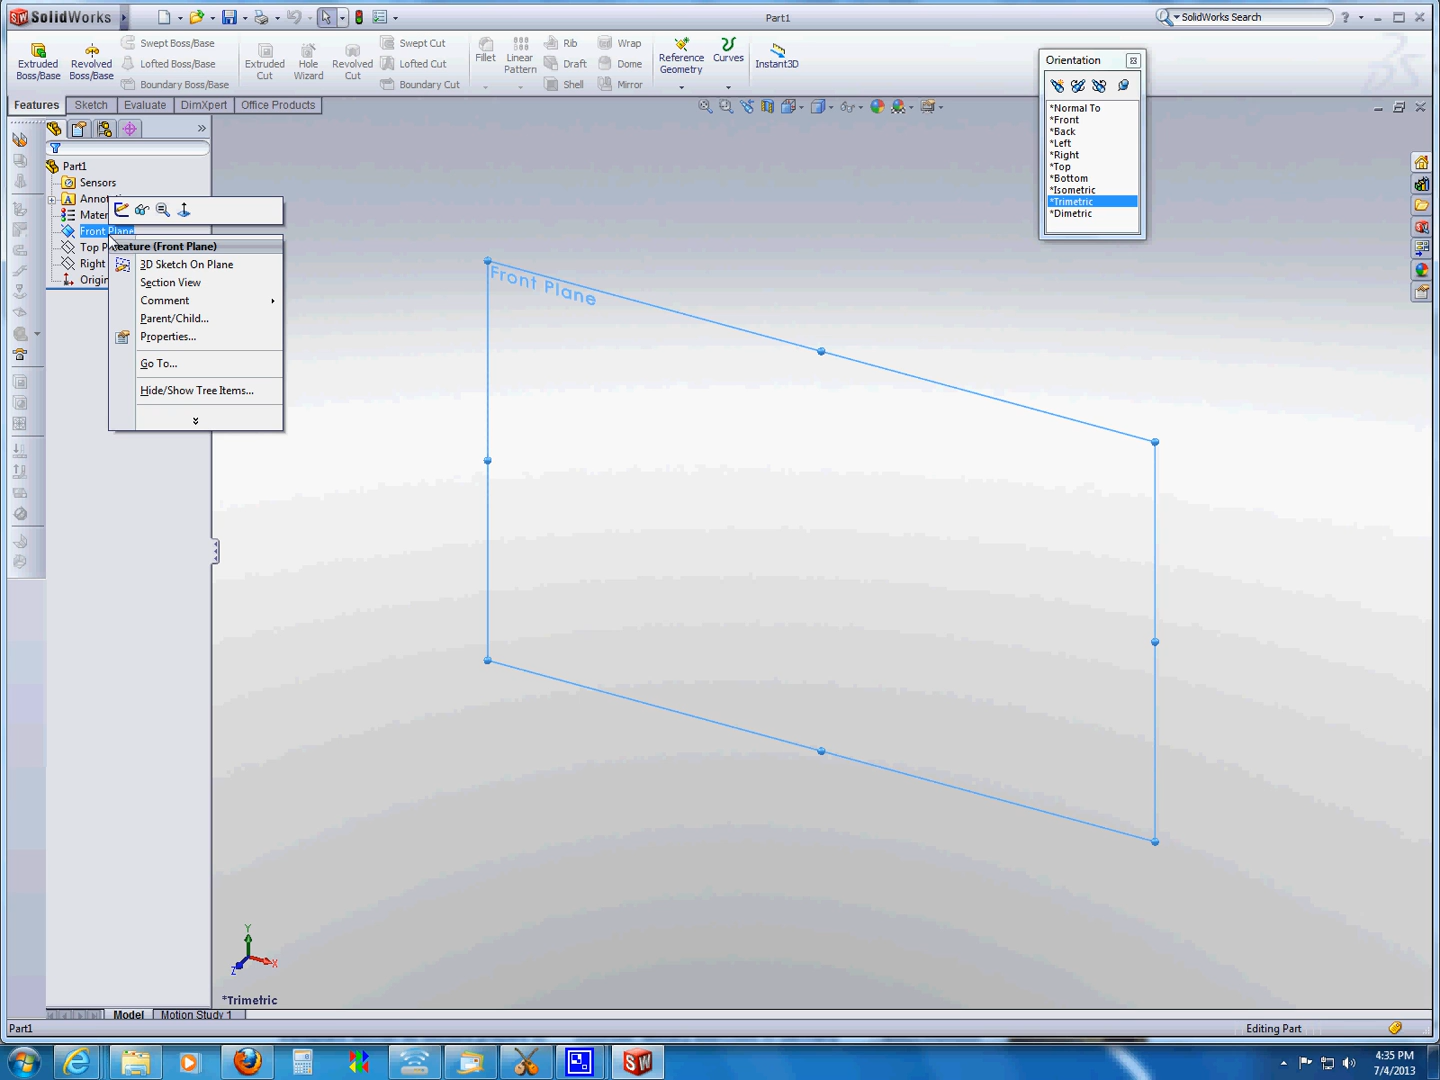 SolidWorks
Part1
SolidWorks Search
?
Extruded
Boss/Base
Revolved
Boss/Base
Swept Boss/Base
Lofted Boss/Base
Boundary Boss/Base
Extruded
Cut
Hole
Wizard
Revolved
Cut
Swept Cut
Lofted Cut
Boundary Cut
Fillet
Linear
Pattern
Rib
Draft
Shell
Wrap
Dome
Mirror
Reference
Geometry
Curves
Instant3D
Features
Sketch
Evaluate
DimXpert
Office Products
Orientation
*Normal To
*Front
*Back
*Left
*Right
*Top
*Bottom
*Isometric
*Trimetric
*Dimetric
Part1
Sensors
Annot
Mater
Front Plane
Top P
Right
Origin
eature (Front Plane)
3D Sketch On Plane
Section View
Comment
Parent/Child...
Properties...
Go To...
Hide/Show Tree Items...
Front Plane
Y
Z
X
*Trimetric
Model
Motion Study 1
Part1
Editing Part
SW
4:35 PM
7/4/2013